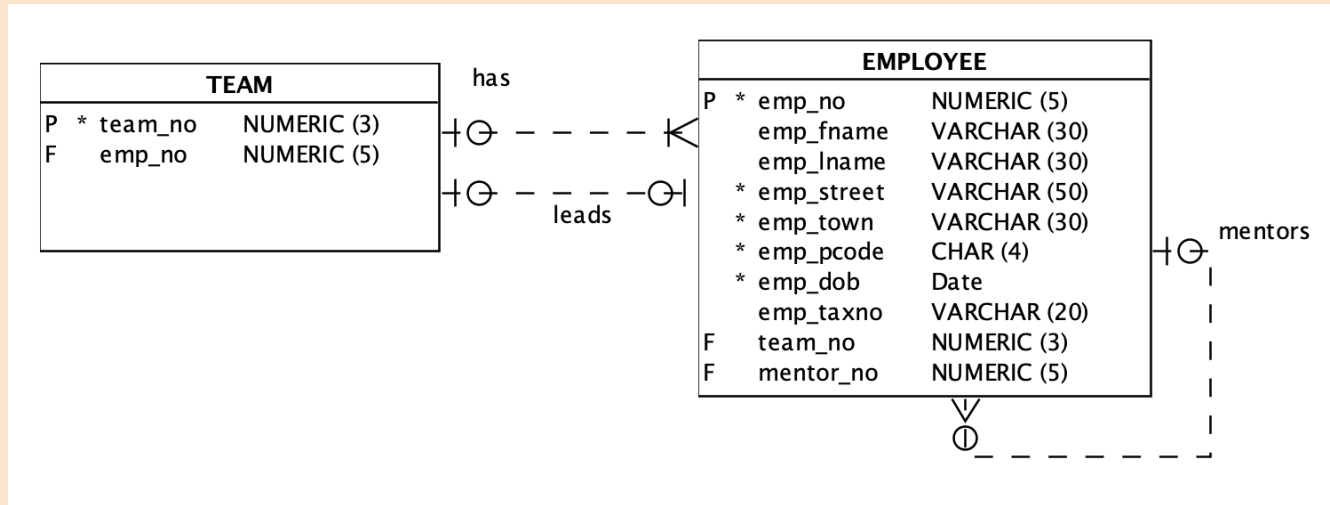 TEAM
P * team_no NUMERIC (3)
F emp_no NUMERIC (5)
has
leads
EMPLOYEE
P * emp_no NUMERIC (5)
emp_fname VARCHAR (30)
emp_lname VARCHAR (30)
* emp_street VARCHAR (50)
* emp_town VARCHAR (30)
* emp_pcode CHAR (4)
* emp_dob Date
emp_taxno VARCHAR (20)
F team_no NUMERIC (3)
F mentor_no NUMERIC (5)
mentors